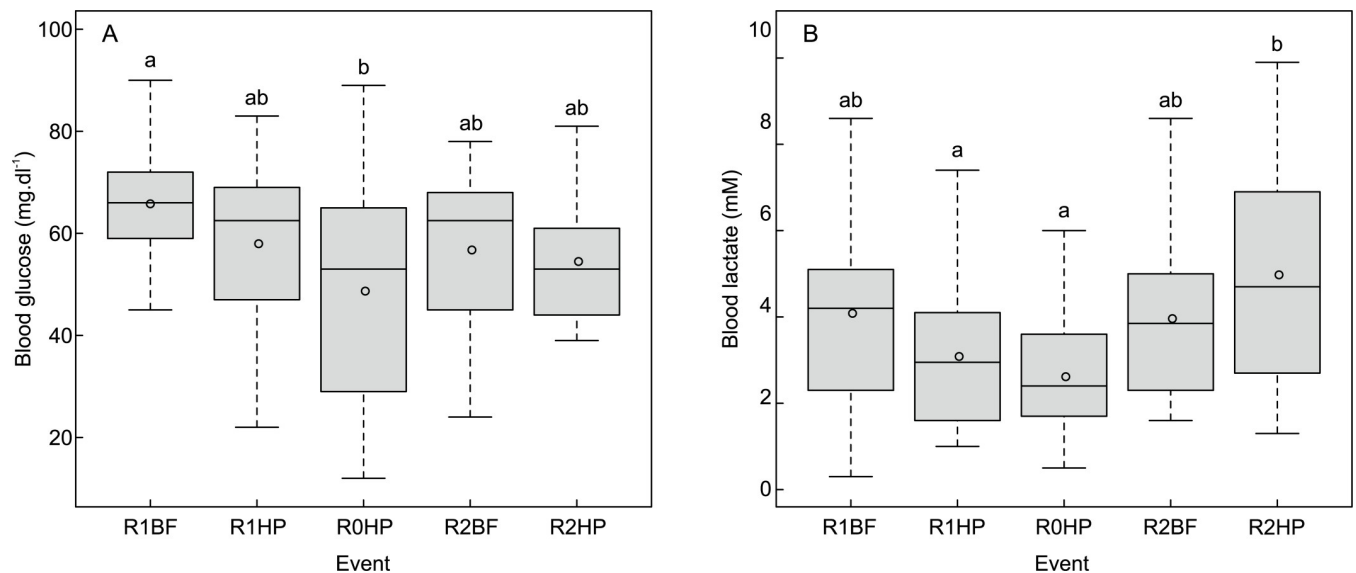 A
Blood glucose (mg.dl⁻¹)
100
80
60
40
20
a
ab
b
ab
ab
R1BF R1HP R0HP R2BF R2HP
Event
B
Blood lactate (mM)
10
8
6
4
2
0
ab
a
a
ab
b
R1BF R1HP R0HP R2BF R2HP
Event